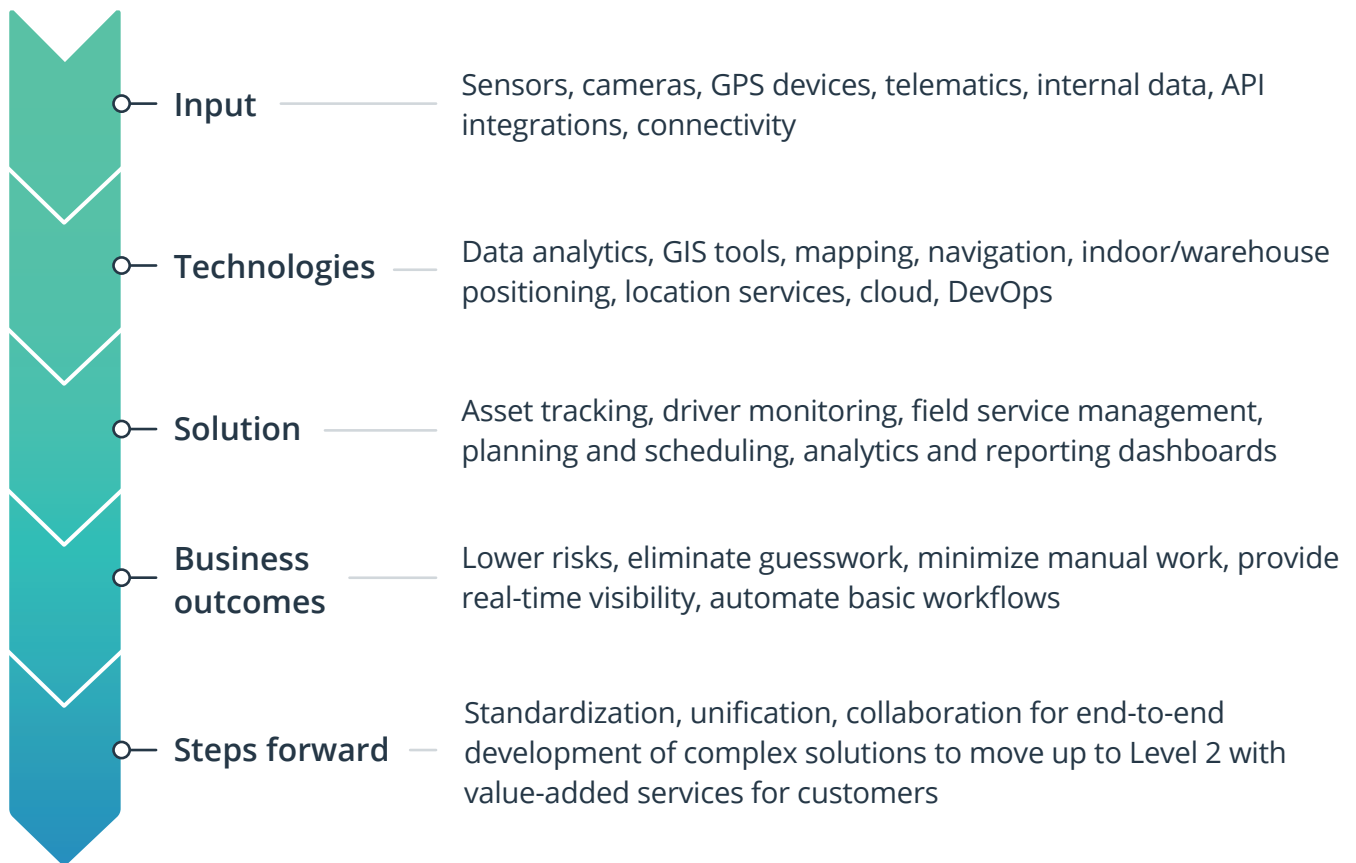 Input
Sensors, cameras, GPS devices, telematics, internal data, API
integrations, connectivity
Technologies
Data analytics, GIS tools, mapping, navigation, indoor/warehouse
positioning, location services, cloud, DevOps
Solution
Asset tracking, driver monitoring, field service management,
planning and scheduling, analytics and reporting dashboards
Business
outcomes
Lower risks, eliminate guesswork, minimize manual work, provide
real-time visibility, automate basic workflows
Steps forward
Standardization, unification, collaboration for end-to-end
development of complex solutions to move up to Level 2 with
value-added services for customers